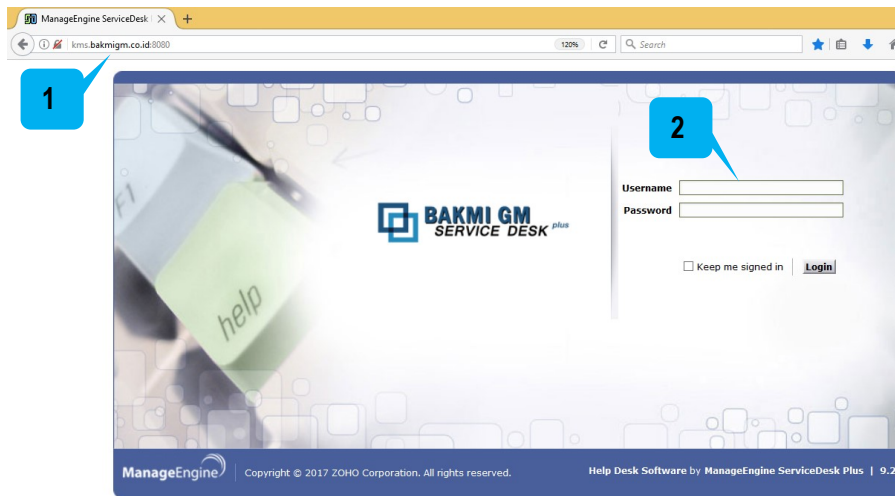 ManageEngine ServiceDesk
kms.bakmigm.co.id:8080
120%
Search
1
2
F1
help
BAKMI GM
SERVICE DESK plus
Username
Password
Keep me signed in
Login
ManageEngine
Copyright © 2017 ZOHO Corporation. All rights reserved.
Help Desk Software by ManageEngine ServiceDesk Plus | 9.2